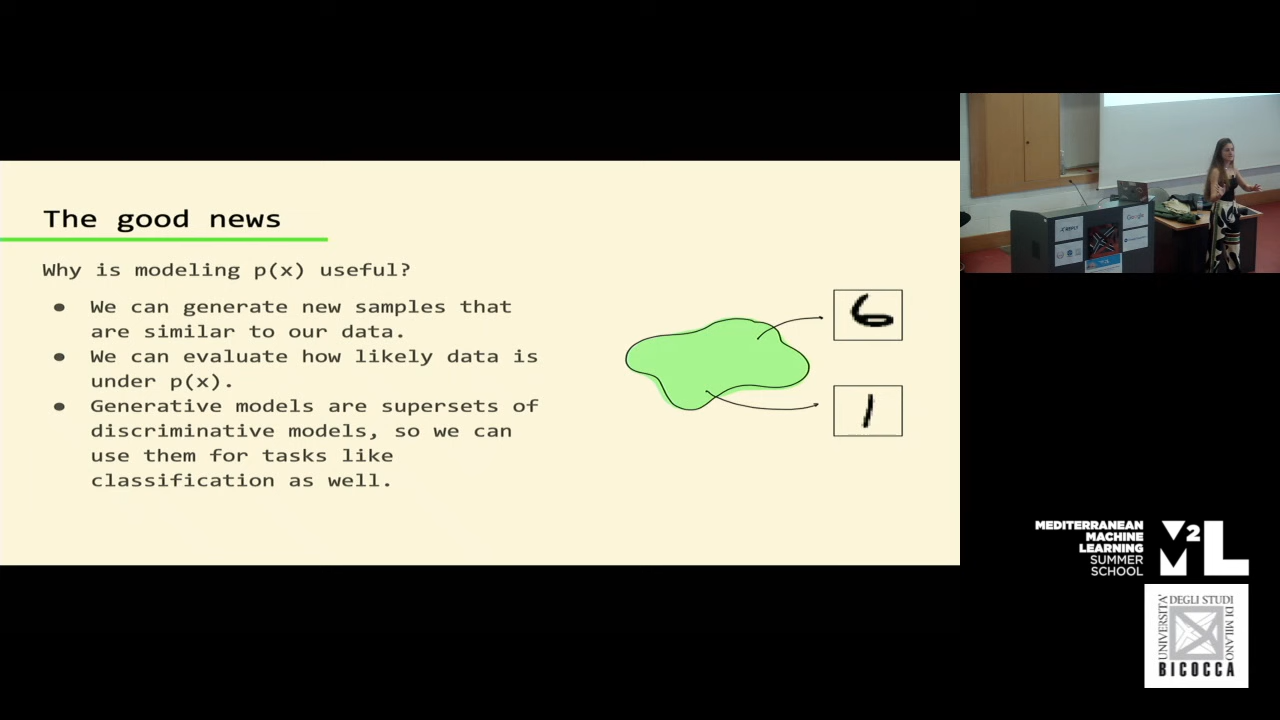 The good news
Why is modeling p(x) useful?
● We can generate new samples that
are similar to our data.
● We can evaluate how likely data is
under p(x).
● Generative models are supersets of
discriminative models, so we can
use them for tasks like
classification as well.
6
1
Google
MEDITERRANEAN
MACHINE
LEARNING
SUMMER
SCHOOL
M2L
UNIVERSITÀ
DEGLI STUDI
DI MILANO
BICOCCA